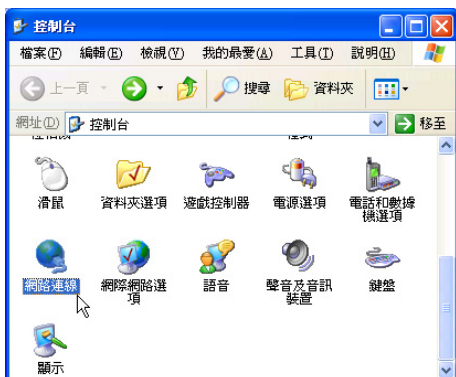 控制台
檔案(F) 編輯(E) 檢視(V) 我的最愛(A) 工具(T) 說明(H)
上一頁 搜尋 資料夾
網址(D) 控制台 移至
滑鼠 資料夾選項 遊戲控制器 電源選項 電話和數據
機選項
網路連線 網際網路選 語音 聲音及音訊 鍵盤
項 裝置
顯示